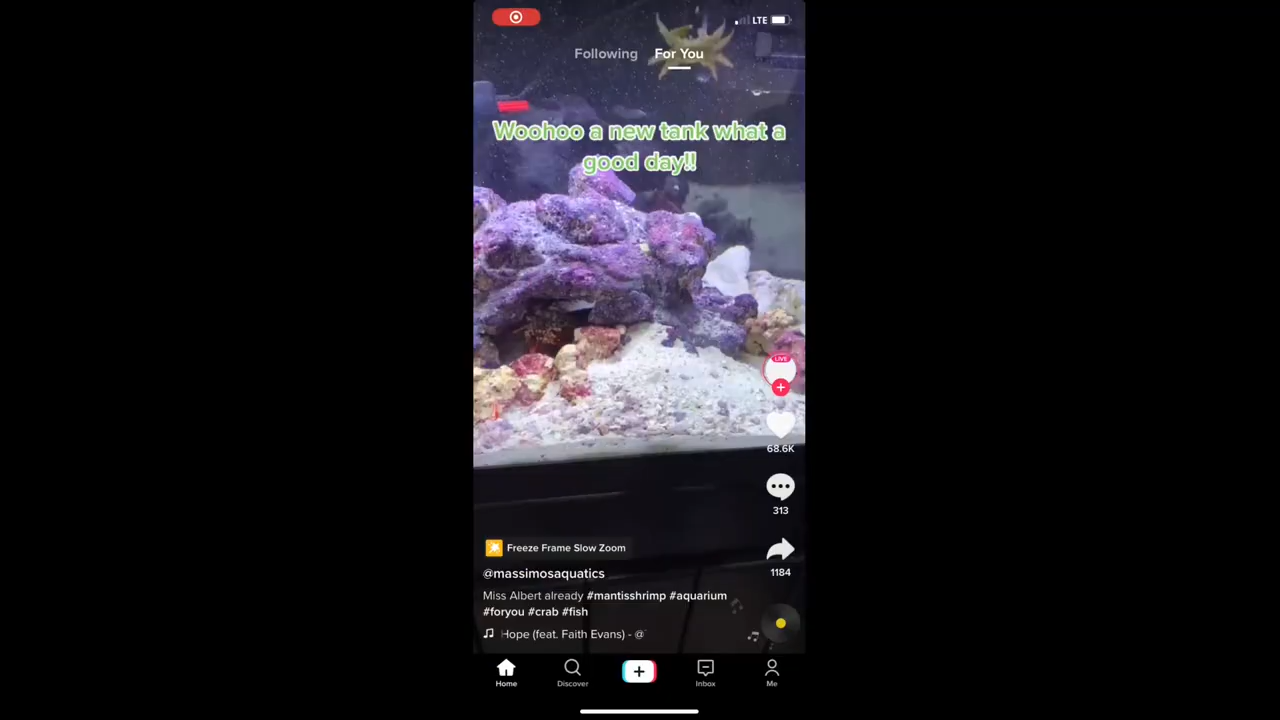 LTE
Following For You
Woohoo a new tank what a
good day!!
LIVE
68.6K
313
1184
Freeze Frame Slow Zoom
@massimosaquatics
Miss Albert already #mantisshrimp #aquarium
#foryou #crab #fish
Hope (feat. Faith Evans) - @
Home Discover Inbox Me